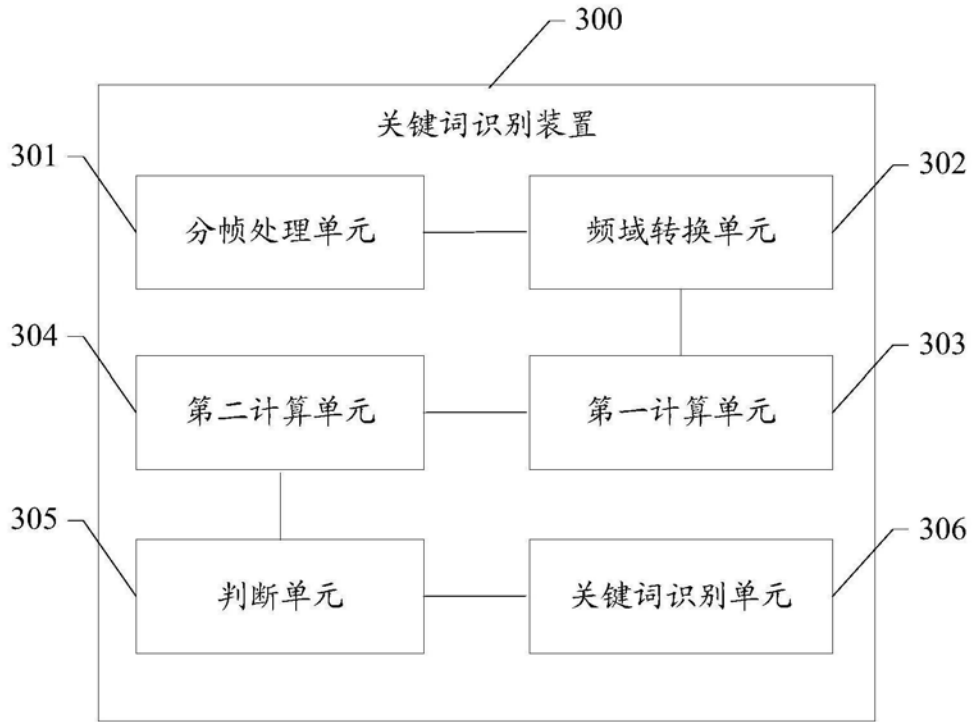 300
关键词识别装置
301
302
分帧处理单元
频域转换单元
304
303
第二计算单元
第一计算单元
305
306
判断单元
关键词识别单元